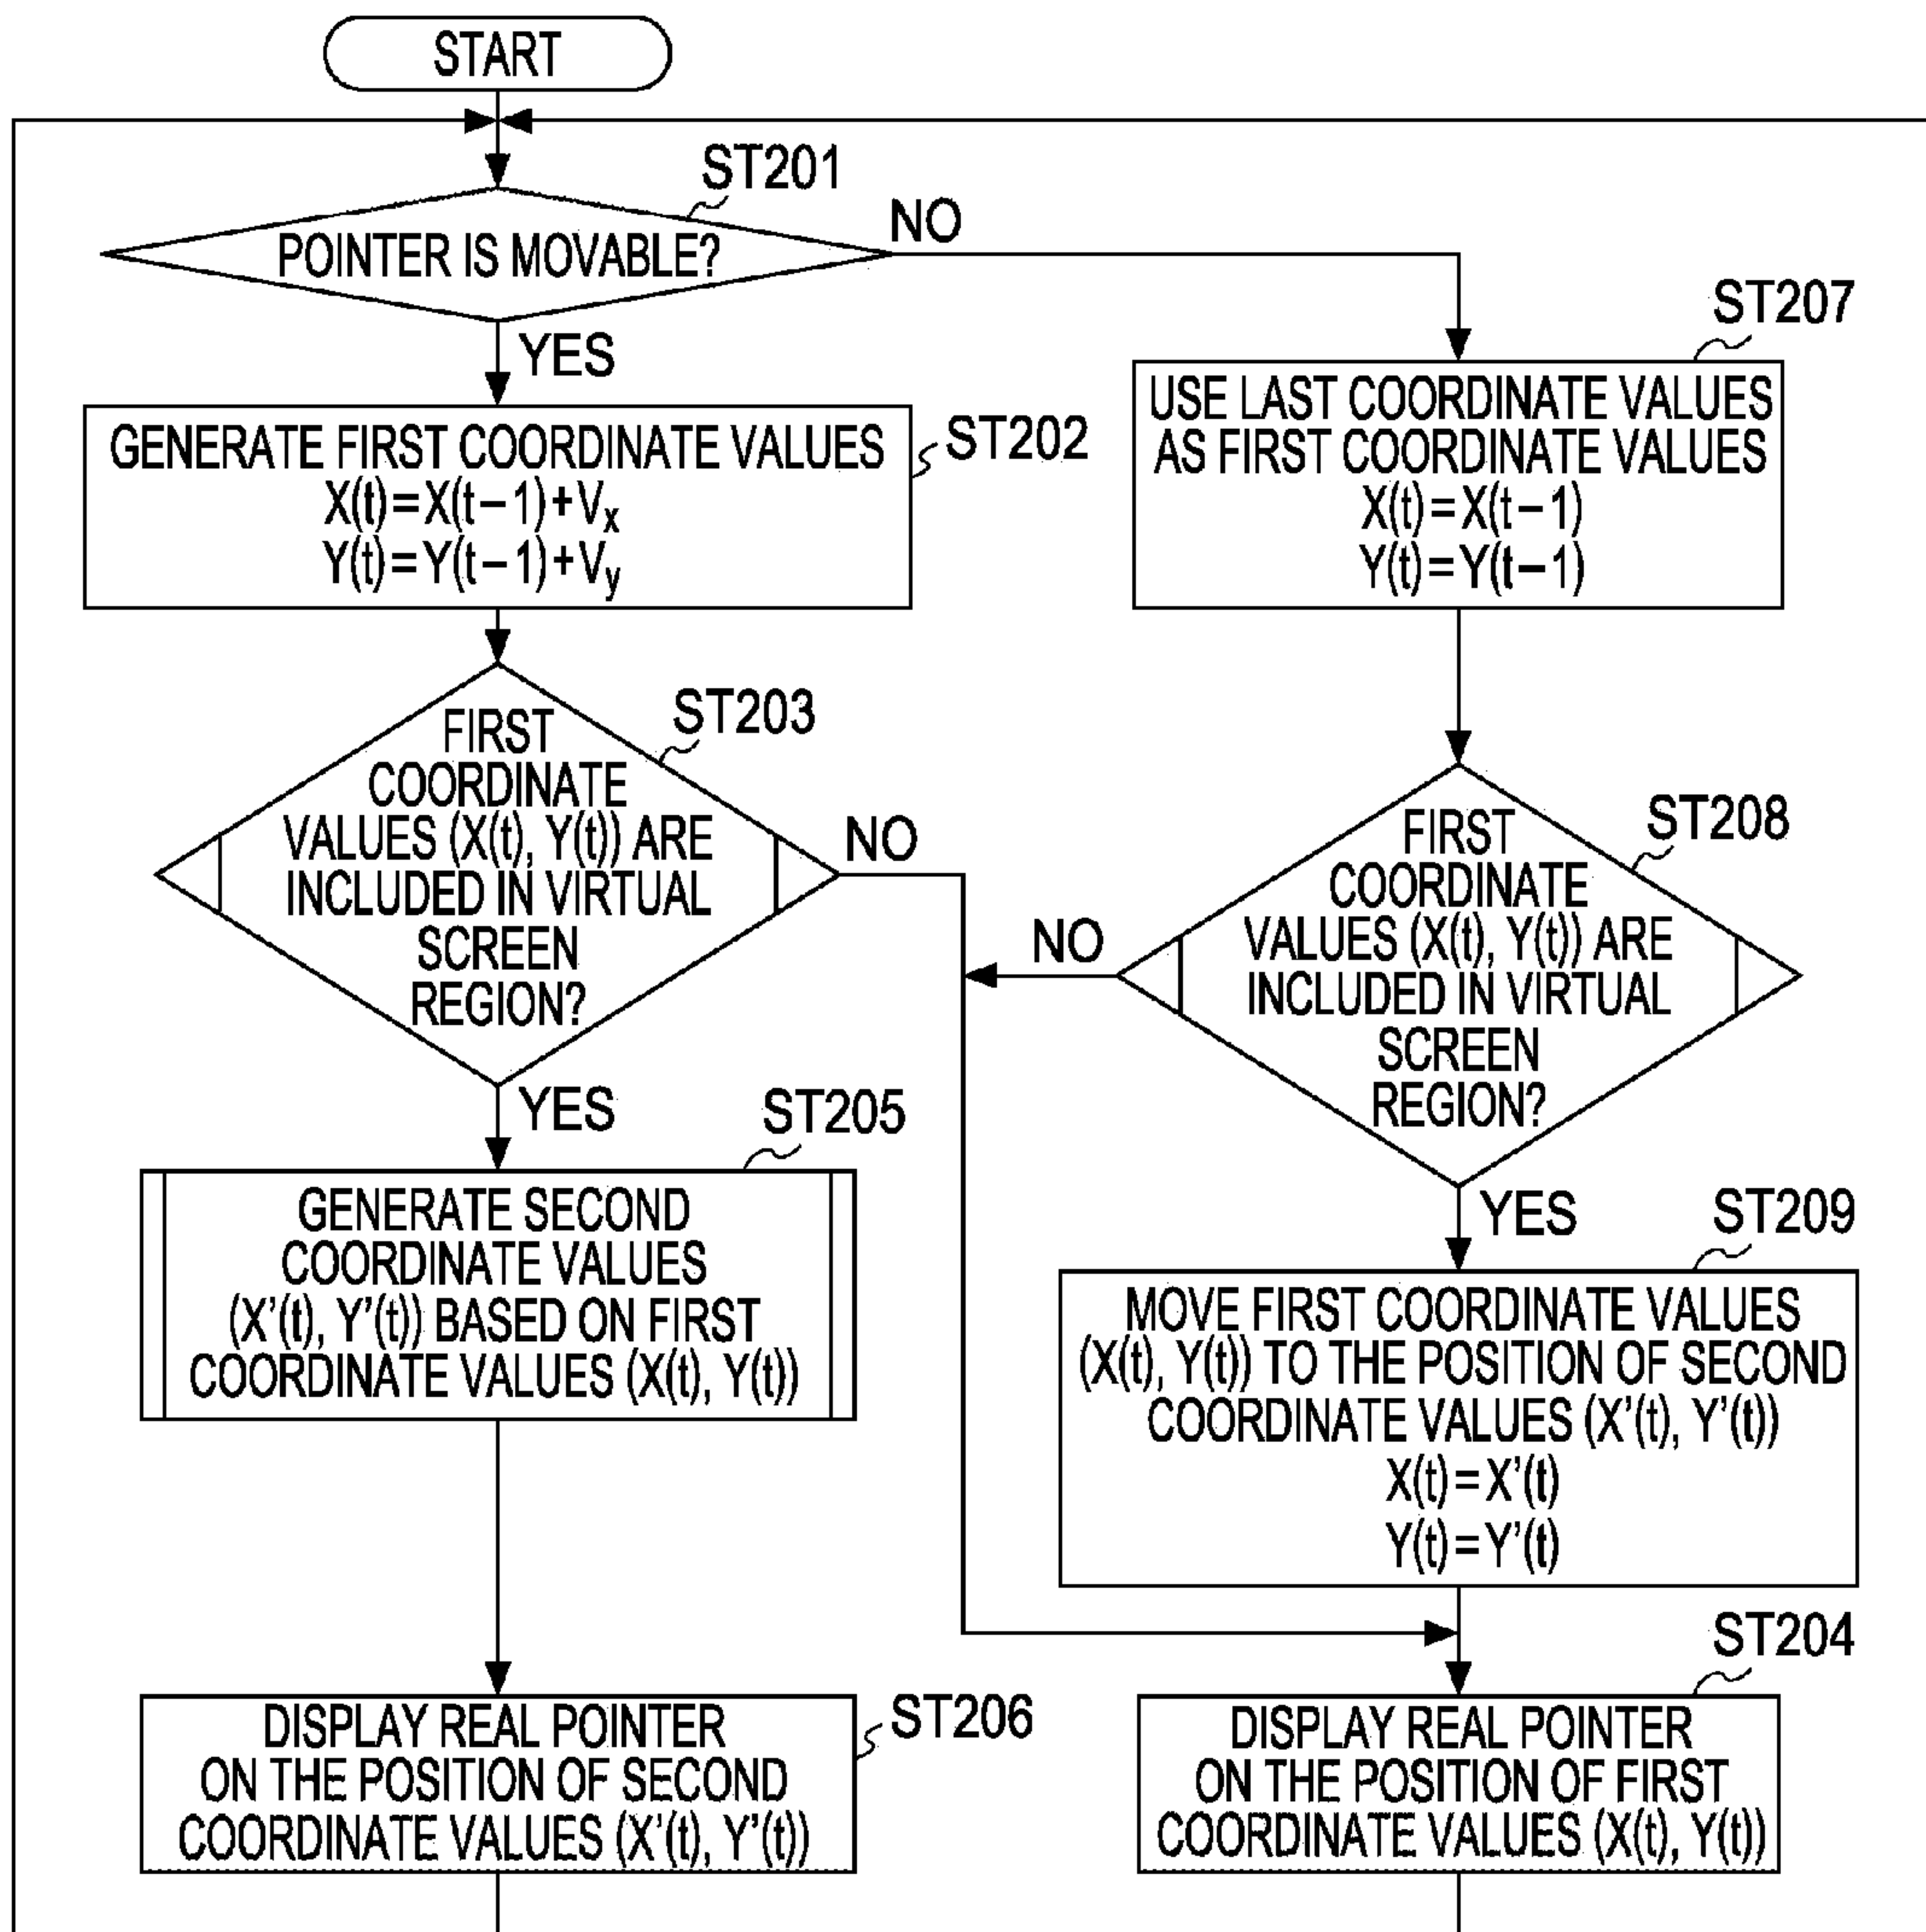 START
ST201
POINTER IS MOVABLE?
NO
YES
ST202
GENERATE FIRST COORDINATE VALUES
X(t)=X(t−1)+Vx
Y(t)=Y(t−1)+Vy
ST207
USE LAST COORDINATE VALUES
AS FIRST COORDINATE VALUES
X(t)=X(t−1)
Y(t)=Y(t−1)
ST203
FIRST
COORDINATE
VALUES (X(t), Y(t)) ARE
INCLUDED IN VIRTUAL
SCREEN
REGION?
NO
YES
ST208
FIRST
COORDINATE
VALUES (X(t), Y(t)) ARE
INCLUDED IN VIRTUAL
SCREEN
REGION?
NO
YES
ST205
GENERATE SECOND
COORDINATE VALUES
(X’(t), Y’(t)) BASED ON FIRST
COORDINATE VALUES (X(t), Y(t))
ST209
MOVE FIRST COORDINATE VALUES
(X(t), Y(t)) TO THE POSITION OF SECOND
COORDINATE VALUES (X’(t), Y’(t))
X(t)=X’(t)
Y(t)=Y’(t)
ST206
DISPLAY REAL POINTER
ON THE POSITION OF SECOND
COORDINATE VALUES (X’(t), Y’(t))
ST204
DISPLAY REAL POINTER
ON THE POSITION OF FIRST
COORDINATE VALUES (X(t), Y(t))